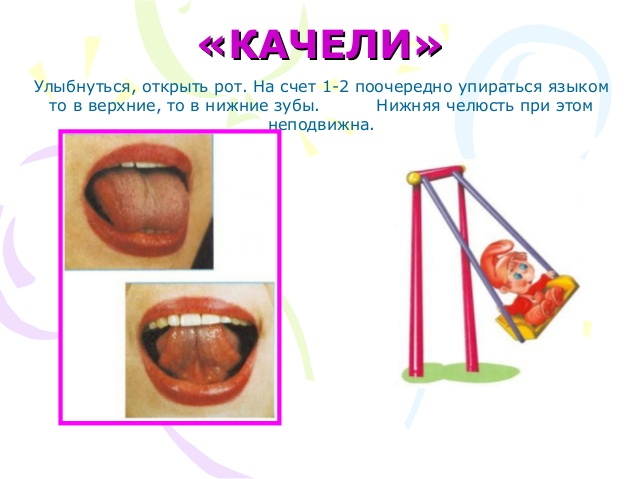 «КАЧЕЛИ»
Улыбнуться, открыть рот. На счет 1-2 поочередно упираться языком
то в верхние, то в нижние зубы. Нижняя челюсть при этом
неподвижна.